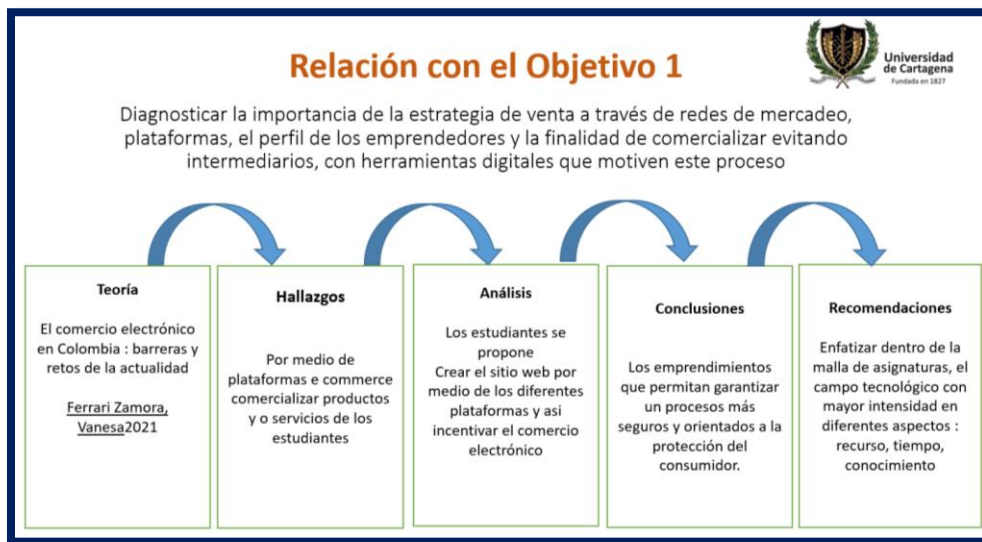 Relación con el Objetivo 1
Universidad
de Cartagena
Fundada en 1827
Diagnosticar la importancia de la estrategia de venta a través de redes de mercadeo,
plataformas, el perfil de los emprendedores y la finalidad de comercializar evitando
intermediarios, con herramientas digitales que motiven este proceso
Teoría
El comercio electrónico
en Colombia : barreras y
retos de la actualidad
Ferrari Zamora,
Vanesa2021
Hallazgos
Por medio de
plataformas e commerce
comercializar productos
y o servicios de los
estudiantes
Análisis
Los estudiantes se
propone
Crear el sitio web por
medio de los diferentes
plataformas y asi
incentivar el comercio
electrónico
Conclusiones
Los emprendimientos
que permitan garantizar
un procesos más
seguros y orientados a la
protección del
consumidor.
Recomendaciones
Enfatizar dentro de la
malla de asignaturas, el
campo tecnológico con
mayor intensidad en
diferentes aspectos :
recurso, tiempo,
conocimiento